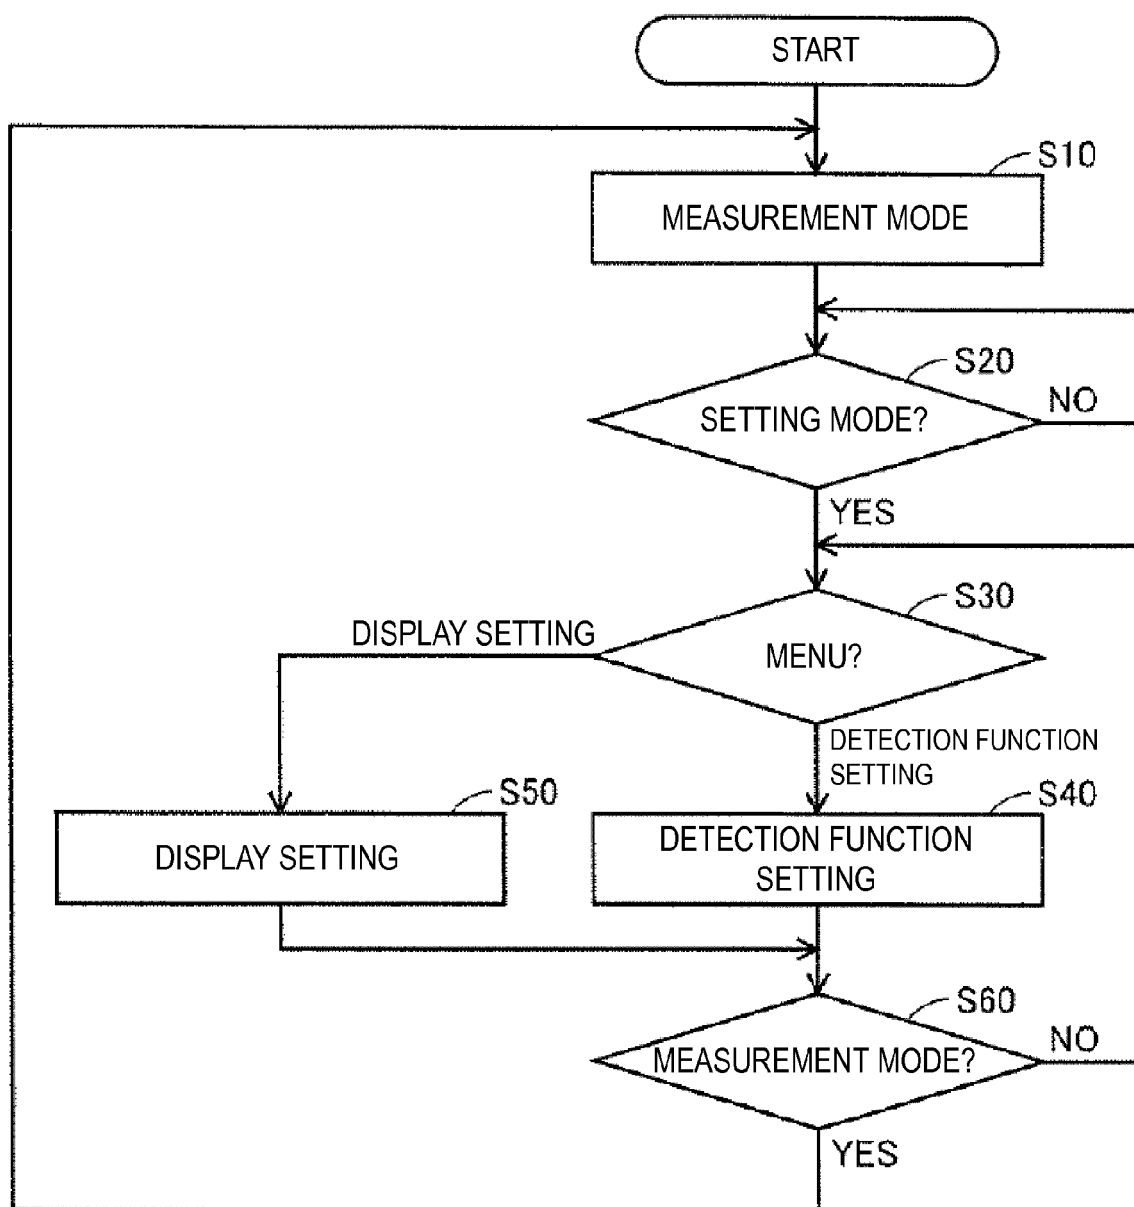 START
S10
MEASUREMENT MODE
S20
SETTING MODE?
NO
YES
S30
MENU?
DISPLAY SETTING
DETECTION FUNCTION
SETTING
S50
DISPLAY SETTING
S40
DETECTION FUNCTION
SETTING
S60
MEASUREMENT MODE?
NO
YES